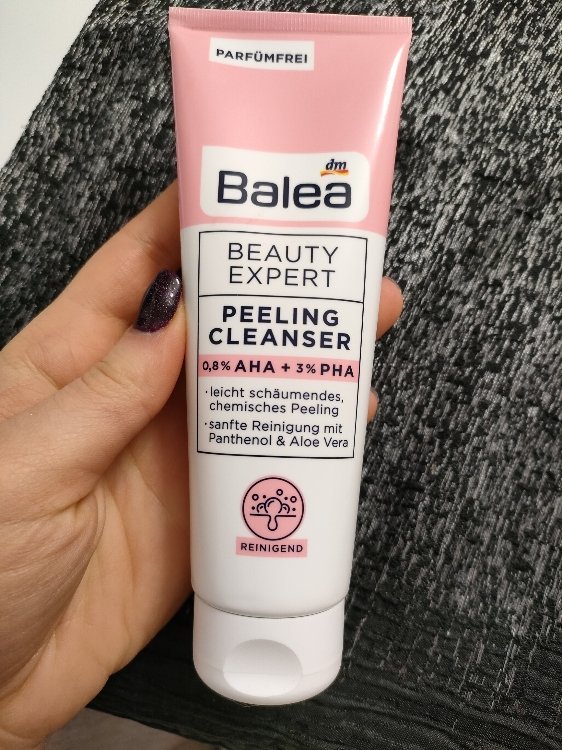 PARFÜMFREI
dm
Balea
BEAUTY
EXPERT
PEELING
CLEANSER
0,8% AHA + 3% PHA
· leicht schäumendes,
chemisches Peeling
· sanfte Reinigung mit
Panthenol & Aloe Vera
REINIGEND